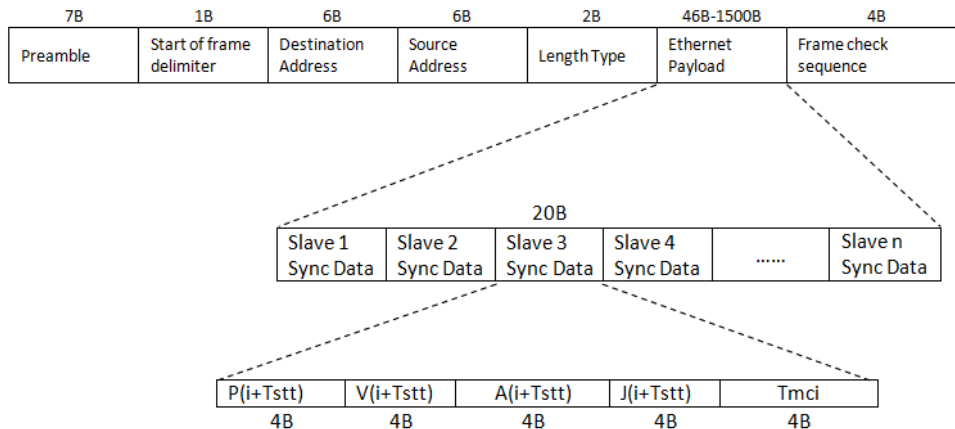 7B 1B 6B 6B 2B 46B-1500B 4B
Preamble Start of frame Destination Source Length Type Ethernet Frame check
delimiter Address Address Payload sequence
20B
Slave 1 Slave 2 Slave 3 Slave 4 ...... Slave n
Sync Data Sync Data Sync Data Sync Data Sync Data
P(i+Tstt) V(i+Tstt) A(i+Tstt) J(i+Tstt) Tmci
4B 4B 4B 4B 4B